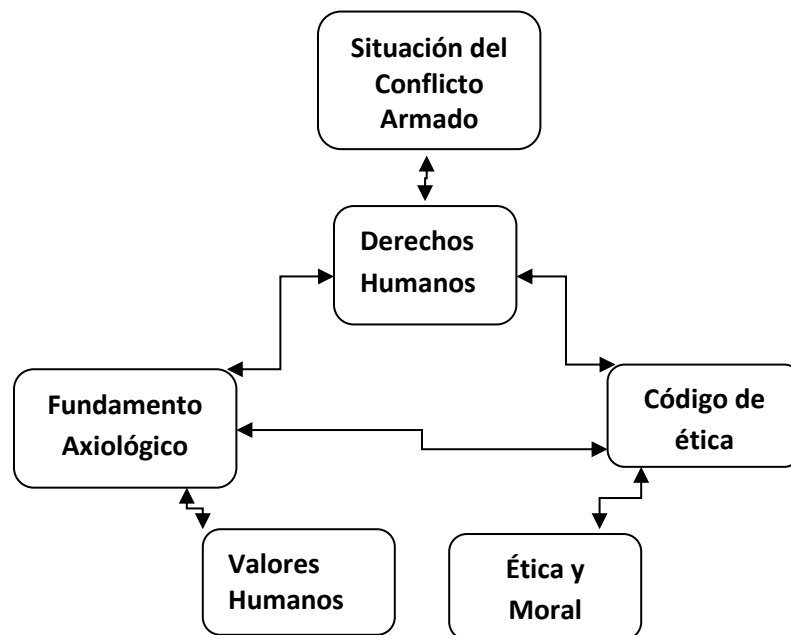 Situación del
Conflicto
Armado
Derechos
Humanos
Fundamento
Axiológico
Código de
ética
Valores
Humanos
Ética y
Moral